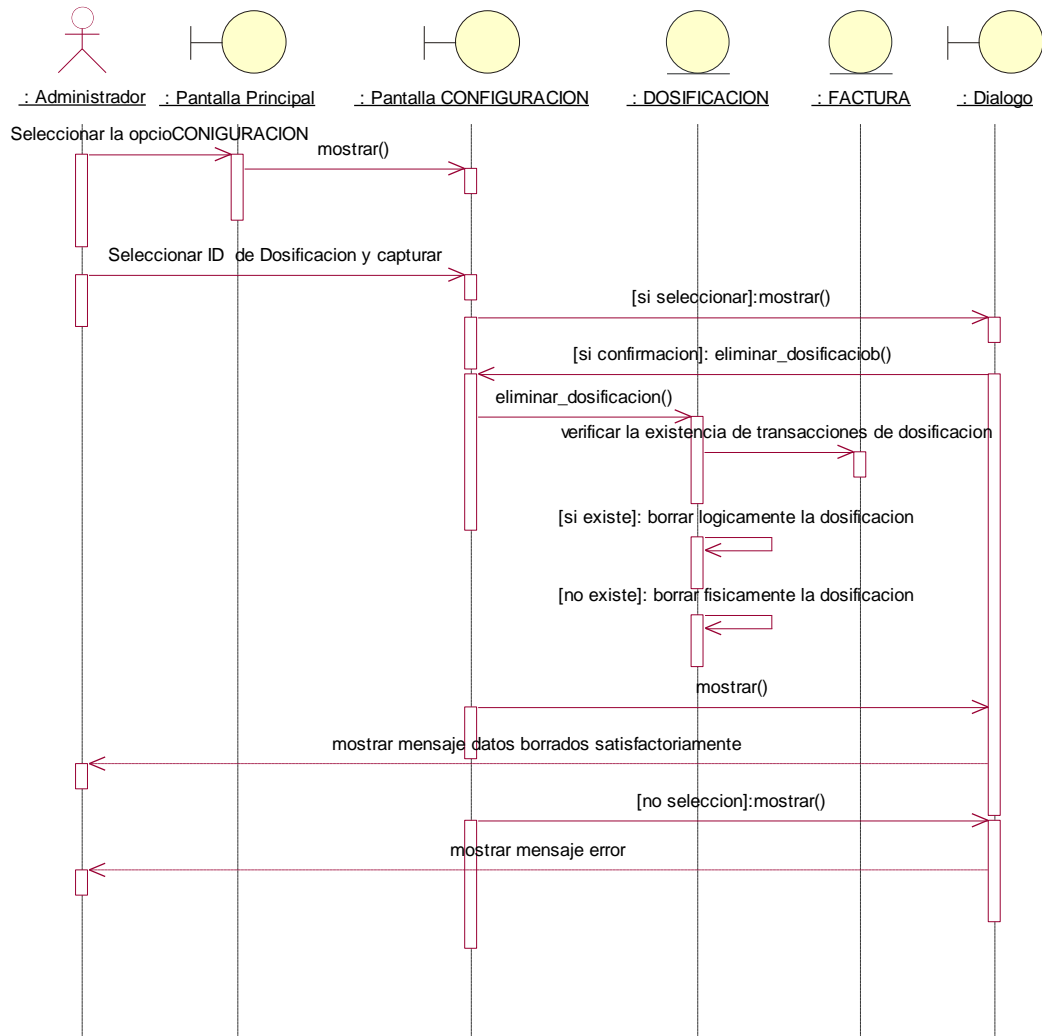 : Administrador
: Pantalla Principal
: Pantalla CONFIGURACION
: DOSIFICACION
: FACTURA
: Dialogo
Seleccionar la opcioCONIGURACION
mostrar()
Seleccionar ID  de Dosificacion y capturar
[si seleccionar]:mostrar()
[si confirmacion]: eliminar_dosificaciob()
eliminar_dosificacion()
verificar la existencia de transacciones de dosificacion
[si existe]: borrar logicamente la dosificacion
[no existe]: borrar fisicamente la dosificacion
mostrar()
mostrar mensaje datos borrados satisfactoriamente
[no seleccion]:mostrar()
mostrar mensaje error